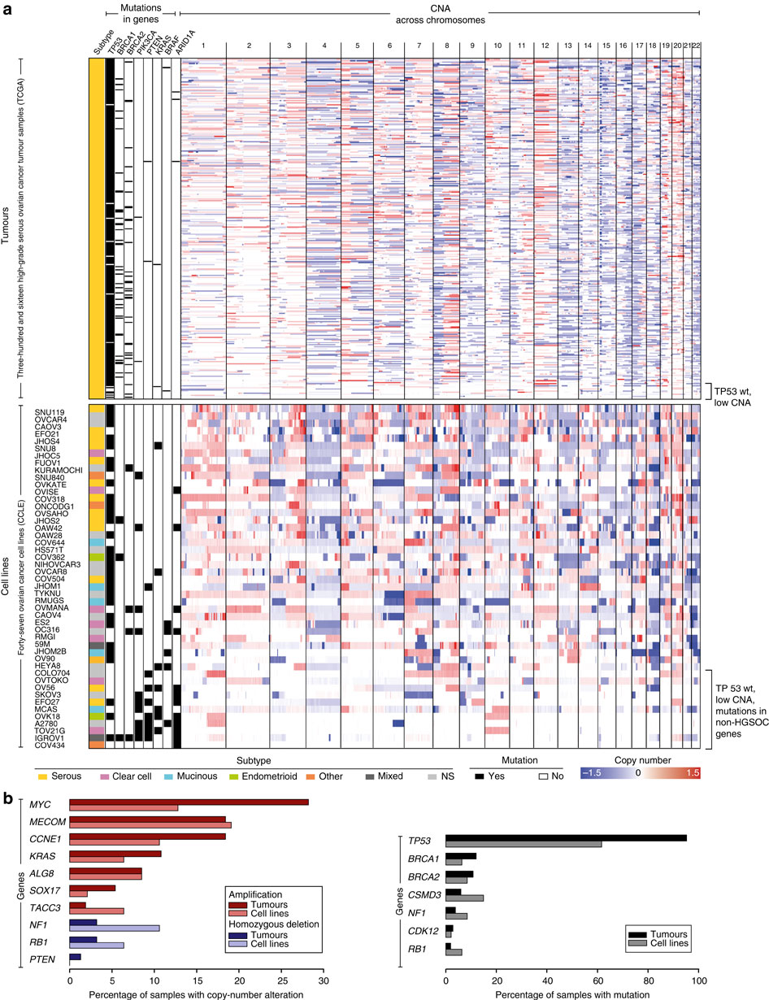 a
Mutations
in genes
CNA
across chromosomes
Subtype
TP53
BRCA1
BRCA2
PIK3CA
PTEN
KRAS
BRAF
ARID1A
1 2 3 4 5 6 7 8 9 10 11 12 13 14 15 16 17 18 19 20 21 22
Tumours
Three-hundred and sixteen high-grade serous ovarian cancer tumour samples (TCGA)
TP53 wt,
low CNA
Cell lines
Forty-seven ovarian cancer cell lines (CCLE)
SNU119
OVCAR4
CAOV3
EFO21
JHOS4
SNU8
JHOC5
FUOV1
KURAMOCHI
SNU840
OVKATE
OVISE
COV318
ONCODG1
OVSAHO
JHOS2
OAW42
OAW28
COV644
HS571T
COV362
NIHOVCAR3
OVCAR8
COV504
JHOM1
TYKNU
RMUGS
OVMANA
CAOV4
ES2
OC316
RMGI
59M
JHOM2B
OV90
HEYA8
COLO704
OVTOKO
OV56
SKOV3
EFO27
MCAS
OVK18
A2780
TOV21G
IGROV1
COV434
TP 53 wt,
low CNA,
mutations in
non-HGSOC
genes
Subtype
Serous Clear cell Mucinous Endometrioid Other Mixed NS
Mutation
Yes No
Copy number
−1.5 0 1.5
b
Genes
MYC
MECOM
CCNE1
KRAS
ALG8
SOX17
TACC3
NF1
RB1
PTEN
Amplification
Tumours
Cell lines
Homozygous deletion
Tumours
Cell lines
0 5 10 15 20 25 30
Percentage of samples with copy-number alteration
Genes
TP53
BRCA1
BRCA2
CSMD3
NF1
CDK12
RB1
Tumours
Cell lines
0 20 40 60 80 100
Percentage of samples with mutation